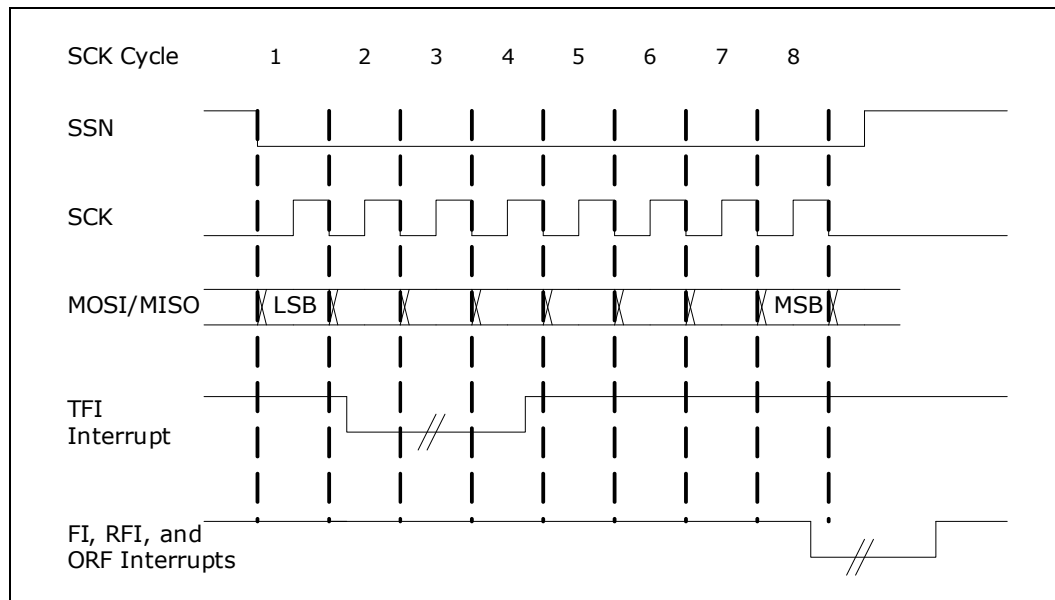 SCK Cycle 1 2 3 4 5 6 7 8
SSN
SCK
MOSI/MISO LSB MSB
TFI
Interrupt
FI, RFI, and
ORF Interrupts